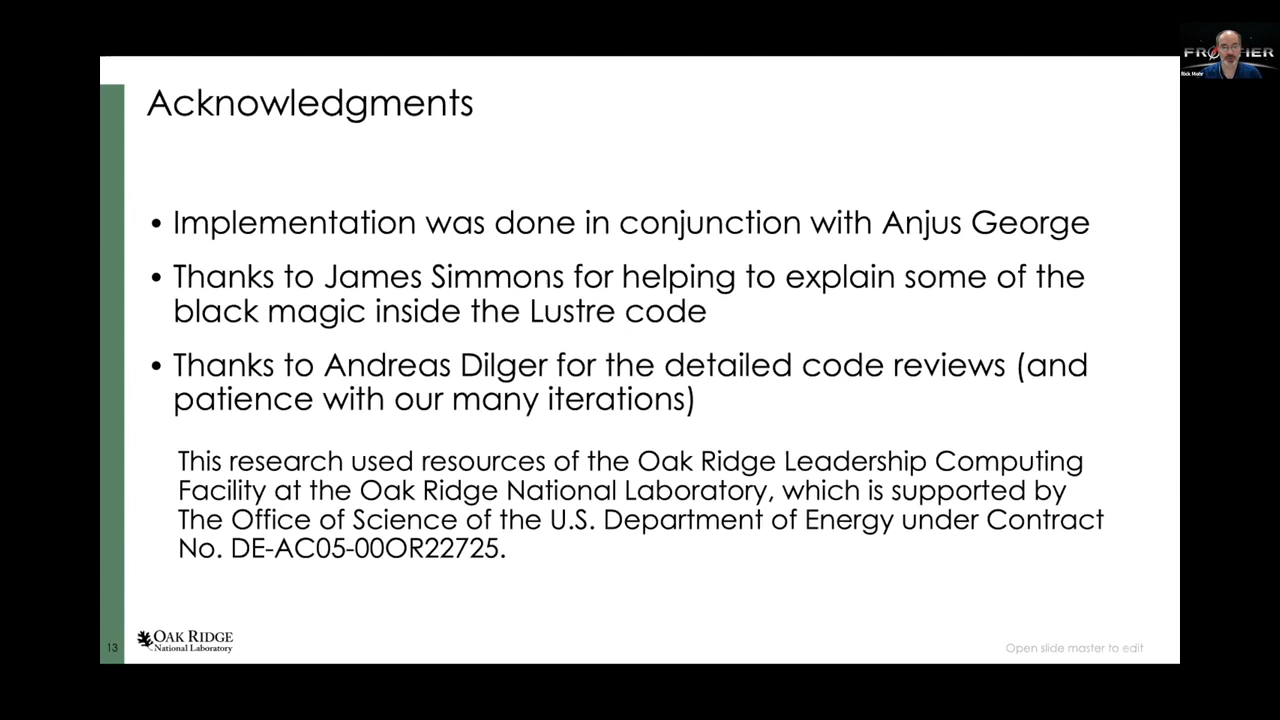 FRONTIER
Rick Mohr
Acknowledgments
• Implementation was done in conjunction with Anjus George
• Thanks to James Simmons for helping to explain some of the
black magic inside the Lustre code
• Thanks to Andreas Dilger for the detailed code reviews (and
patience with our many iterations)
This research used resources of the Oak Ridge Leadership Computing
Facility at the Oak Ridge National Laboratory, which is supported by
The Office of Science of the U.S. Department of Energy under Contract
No. DE-AC05-00OR22725.
13
OAK RIDGE
National Laboratory
Open slide master to edit